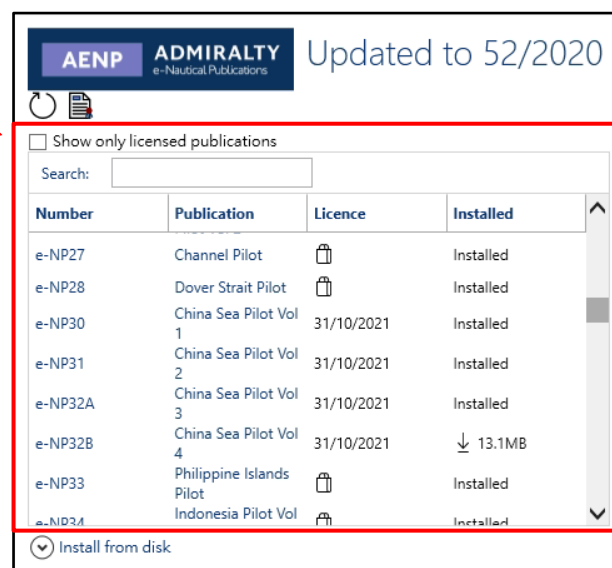 AENP ADMIRALTY e-Nautical Publications Updated to 52/2020
Show only licensed publications
Search:
Number Publication Licence Installed
e-NP27 Channel Pilot Installed
e-NP28 Dover Strait Pilot Installed
e-NP30 China Sea Pilot Vol 1 31/10/2021 Installed
e-NP31 China Sea Pilot Vol 2 31/10/2021 Installed
e-NP32A China Sea Pilot Vol 3 31/10/2021 Installed
e-NP32B China Sea Pilot Vol 4 31/10/2021 13.1MB
e-NP33 Philippine Islands Pilot Installed
e-NP34 Indonesia Pilot Vol Installed
Install from disk